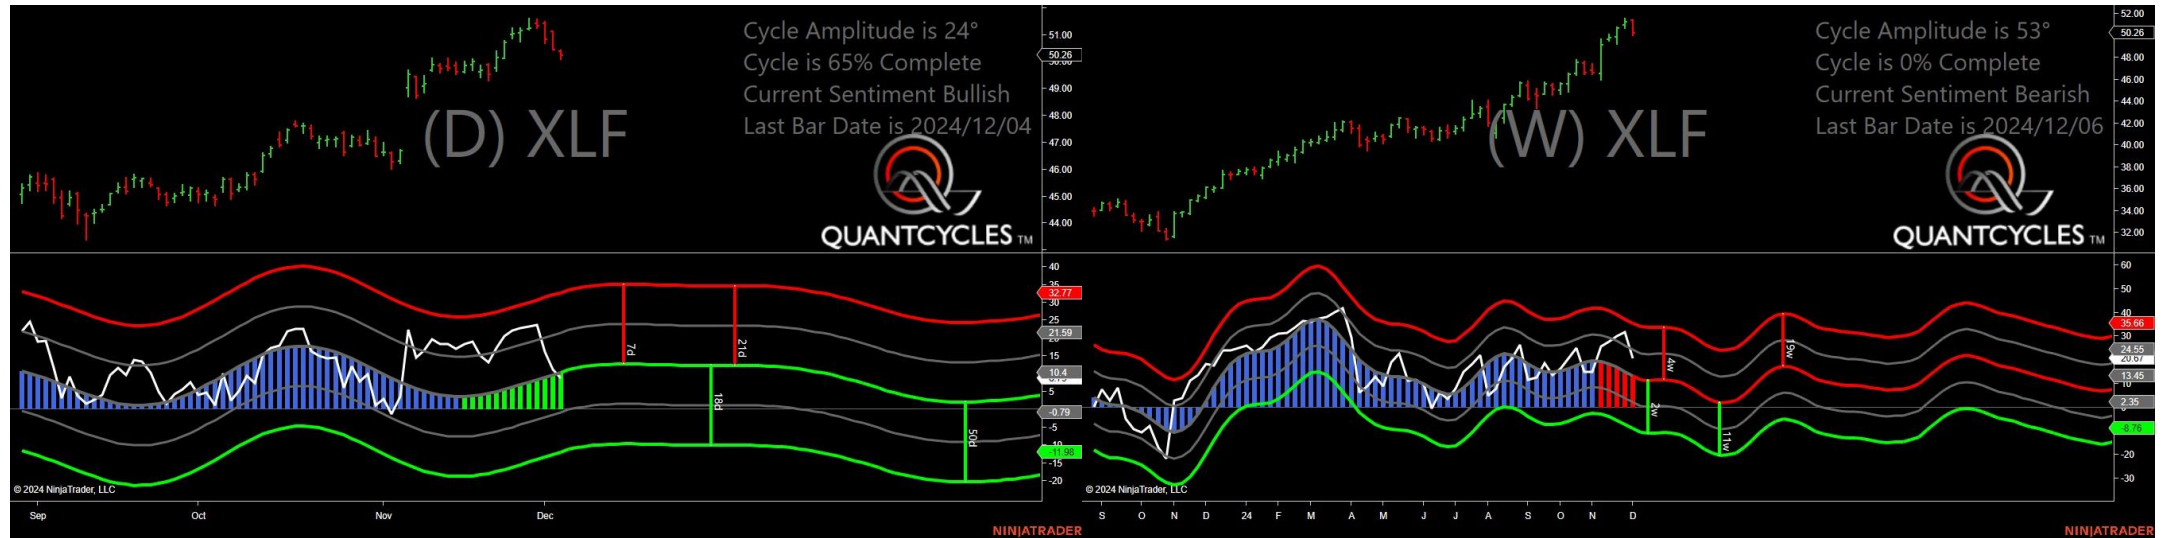 Cycle Amplitude is 24°
Cycle is 65% Complete
Current Sentiment Bullish
Last Bar Date is 2024/12/04
(D) XLF
QUANTCYCLES TM
51.00
50.26
50.00
49.00
48.00
47.00
46.00
45.00
44.00
40
35
32.77
30
25
21.59
20
15
10.4
5
-0.79
-5
-10
-11.98
-15
-20
7d
21d
18d
50d
© 2024 NinjaTrader, LLC
Sep Oct Nov Dec
NINJATRADER
Cycle Amplitude is 53°
Cycle is 0% Complete
Current Sentiment Bearish
Last Bar Date is 2024/12/06
(W) XLF
QUANTCYCLES TM
52.00
50.26
48.00
46.00
44.00
42.00
40.00
38.00
36.00
34.00
32.00
60
50
40
35.66
30
24.55
20.67
13.45
10
2.35
0
-8.76
-20
-30
4w
19w
2w
11w
© 2024 NinjaTrader, LLC
S O N D 24 F M A M J J A S O N D
NINJATRADER